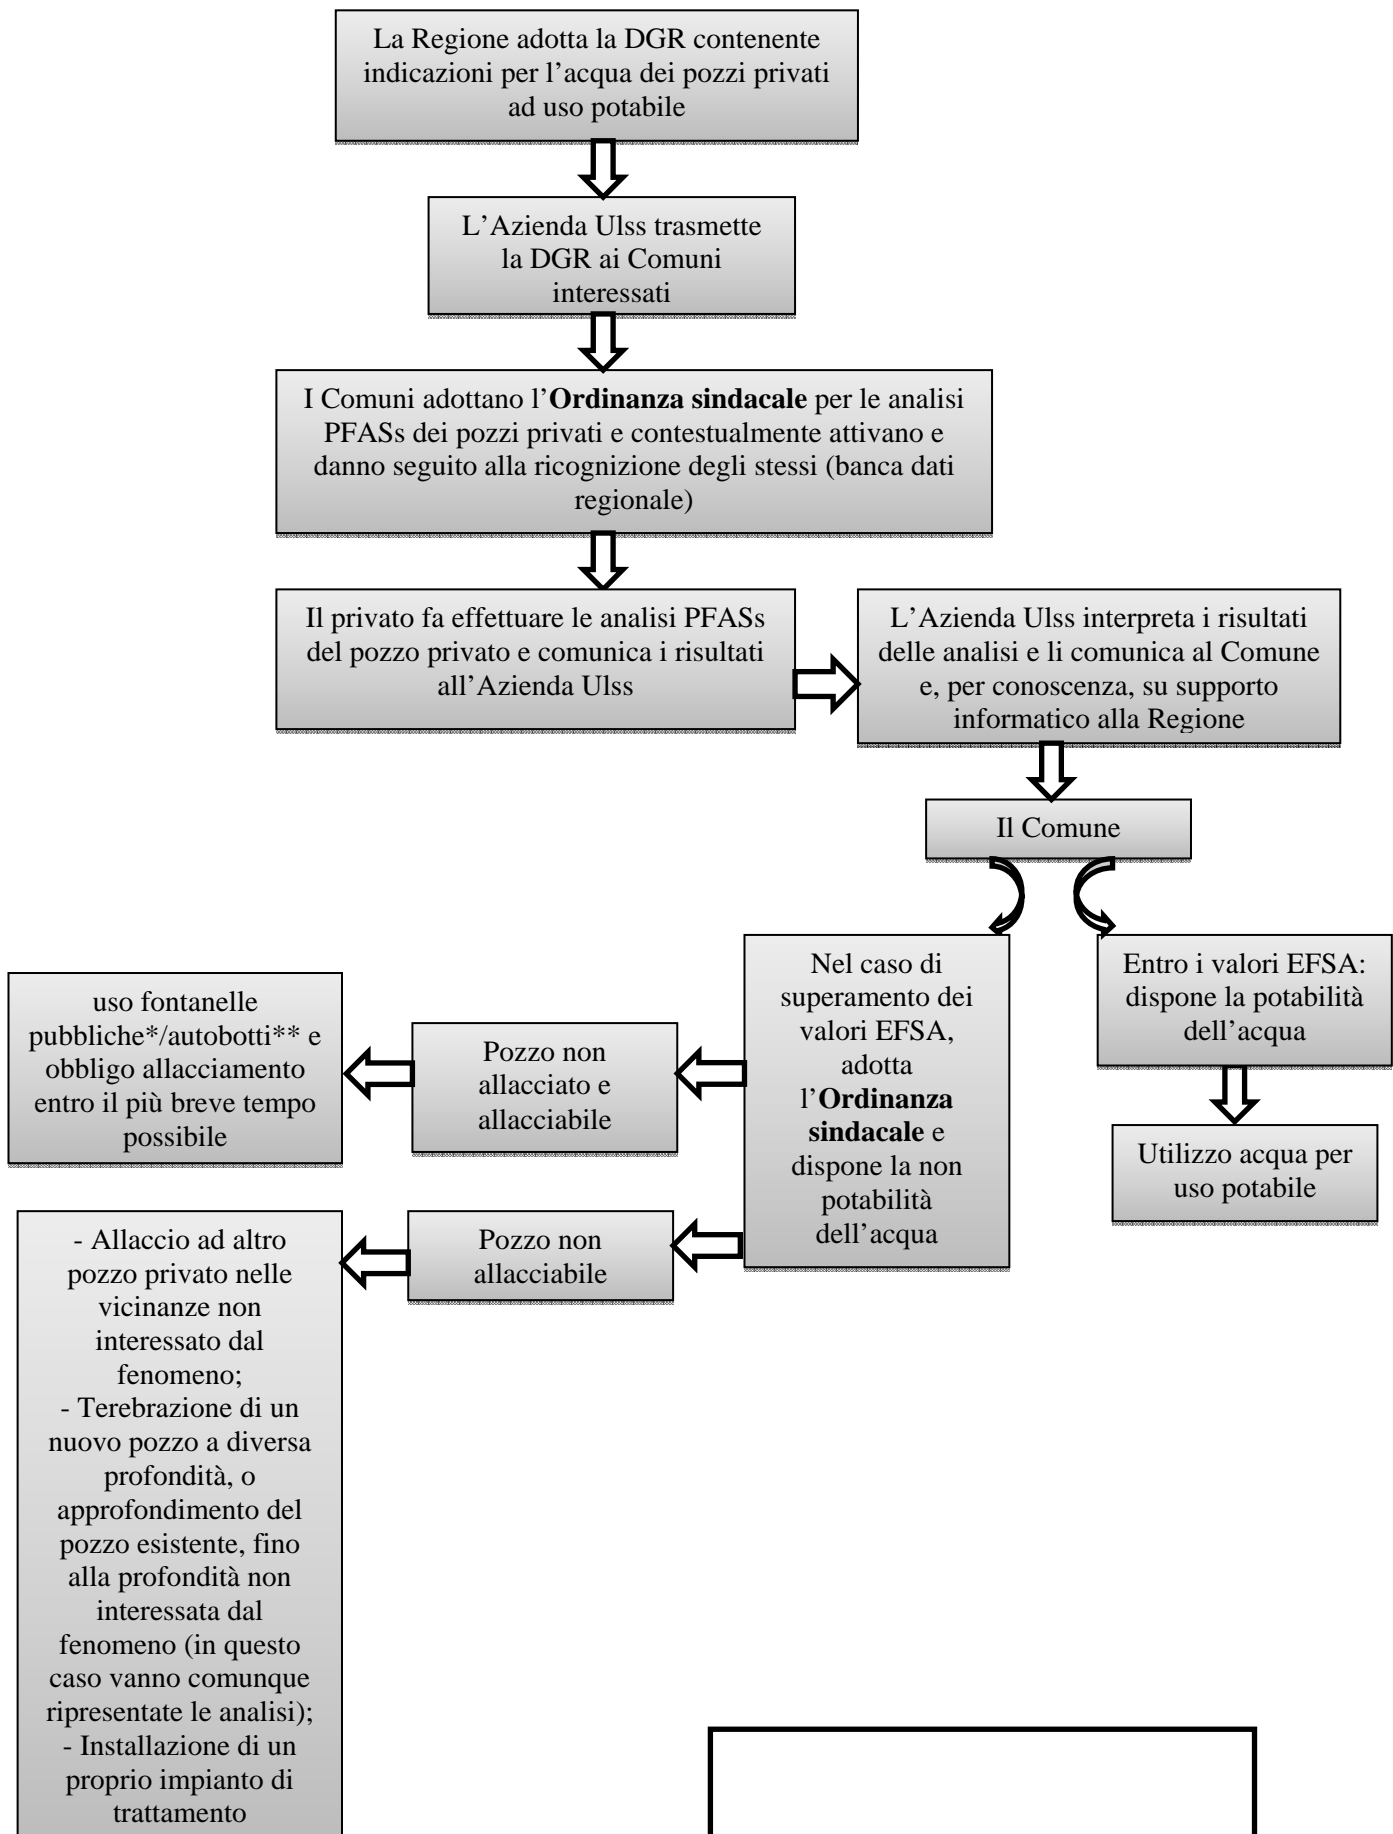 La Regione adotta la DGR contenente
indicazioni per l’acqua dei pozzi privati
ad uso potabile
L’Azienda Ulss trasmette
la DGR ai Comuni
interessati
I Comuni adottano l’Ordinanza sindacale per le analisi
PFASs dei pozzi privati e contestualmente attivano e
danno seguito alla ricognizione degli stessi (banca dati
regionale)
Il privato fa effettuare le analisi PFASs
del pozzo privato e comunica i risultati
all’Azienda Ulss
L’Azienda Ulss interpreta i risultati
delle analisi e li comunica al Comune
e, per conoscenza, su supporto
informatico alla Regione
Il Comune
Nel caso di
superamento dei
valori EFSA,
adotta
l’Ordinanza
sindacale e
dispone la non
potabilità
dell’acqua
Entro i valori EFSA:
dispone la potabilità
dell’acqua
Utilizzo acqua per
uso potabile
Pozzo non
allacciato e
allacciabile
uso fontanelle
pubbliche*/autobotti** e
obbligo allacciamento
entro il più breve tempo
possibile
Pozzo non
allacciabile
- Allaccio ad altro
pozzo privato nelle
vicinanze non
interessato dal
fenomeno;
- Terebrazione di un
nuovo pozzo a diversa
profondità, o
approfondimento del
pozzo esistente, fino
alla profondità non
interessata dal
fenomeno (in questo
caso vanno comunque
ripresentate le analisi);
- Installazione di un
proprio impianto di
trattamento